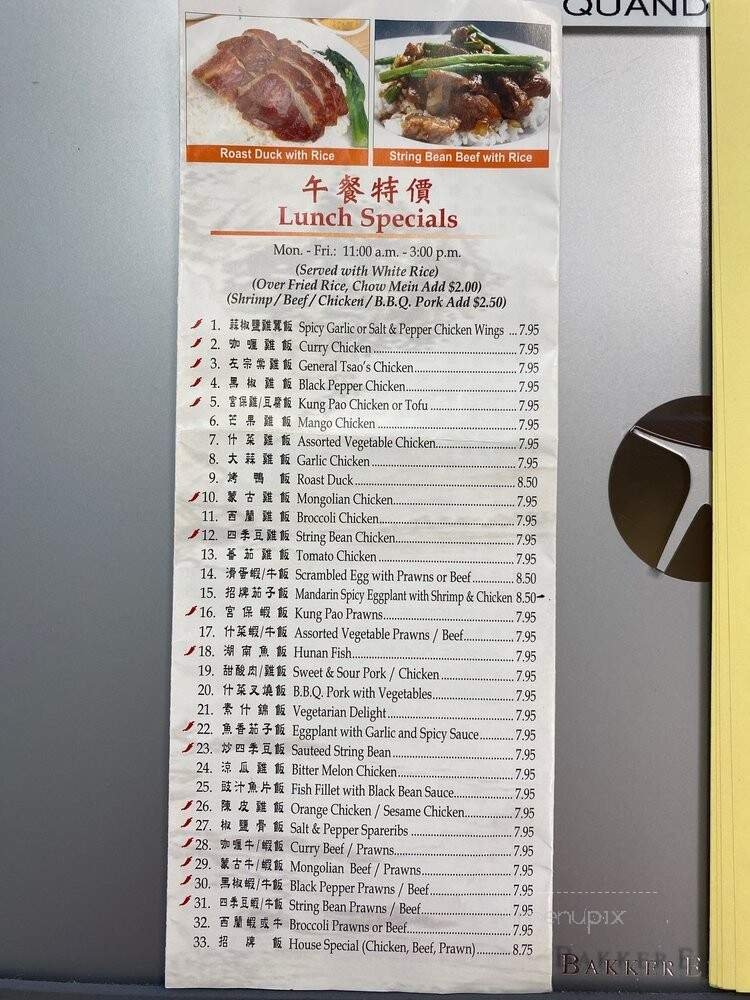 QUAND
Roast Duck with Rice
String Bean Beef with Rice
午餐特價
Lunch Specials
Mon. - Fri.: 11:00 a.m. - 3:00 p.m.
(Served with White Rice)
(Over Fried Rice, Chow Mein Add $2.00)
(Shrimp / Beef / Chicken / B.B.Q. Pork Add $2.50)
1. 蒜椒鹽雞翼飯 Spicy Garlic or Salt & Pepper Chicken Wings ...7.95
2. 咖喱雞飯 Curry Chicken 7.95
3. 左宗棠雞飯 General Tsao's Chicken 7.95
4. 黑椒雞飯 Black Pepper Chicken 7.95
5. 宮保雞/豆腐飯 Kung Pao Chicken or Tofu 7.95
6. 芒果雞飯 Mango Chicken 7.95
7. 什菜雞飯 Assorted Vegetable Chicken 7.95
8. 大蒜雞飯 Garlic Chicken 7.95
9. 烤鴨飯 Roast Duck 8.50
10. 蒙古雞飯 Mongolian Chicken 7.95
11. 西蘭雞飯 Broccoli Chicken 7.95
12. 四季豆雞飯 String Bean Chicken 7.95
13. 蕃茄雞飯 Tomato Chicken 7.95
14. 滑蛋蝦/牛飯 Scrambled Egg with Prawns or Beef 8.50
15. 招牌茄子飯 Mandarin Spicy Eggplant with Shrimp & Chicken 8.50
16. 宮保蝦飯 Kung Pao Prawns 7.95
17. 什菜蝦/牛飯 Assorted Vegetable Prawns / Beef 7.95
18. 湖南魚飯 Hunan Fish 7.95
19. 甜酸肉/雞飯 Sweet & Sour Pork / Chicken 7.95
20. 什菜叉燒飯 B.B.Q. Pork with Vegetables 7.95
21. 素什錦飯 Vegetarian Delight 7.95
22. 魚香茄子飯 Eggplant with Garlic and Spicy Sauce 7.95
23. 炒四季豆飯 Sauteed String Bean 7.95
24. 涼瓜雞飯 Bitter Melon Chicken 7.95
25. 豉汁魚片飯 Fish Fillet with Black Bean Sauce 7.95
26. 陳皮雞飯 Orange Chicken / Sesame Chicken 7.95
27. 椒鹽骨飯 Salt & Pepper Spareribs 7.95
28. 咖喱牛/蝦飯 Curry Beef / Prawns 7.95
29. 蒙古牛/蝦飯 Mongolian Beef / Prawns 7.95
30. 黑椒蝦/牛飯 Black Pepper Prawns / Beef 7.95
31. 四季豆蝦/牛飯 String Bean Prawns / Beef 7.95
32. 西蘭蝦或牛 Broccoli Prawns or Beef 7.95
33. 招牌飯 House Special (Chicken, Beef, Prawn) 8.75
menupix
BAKKER E